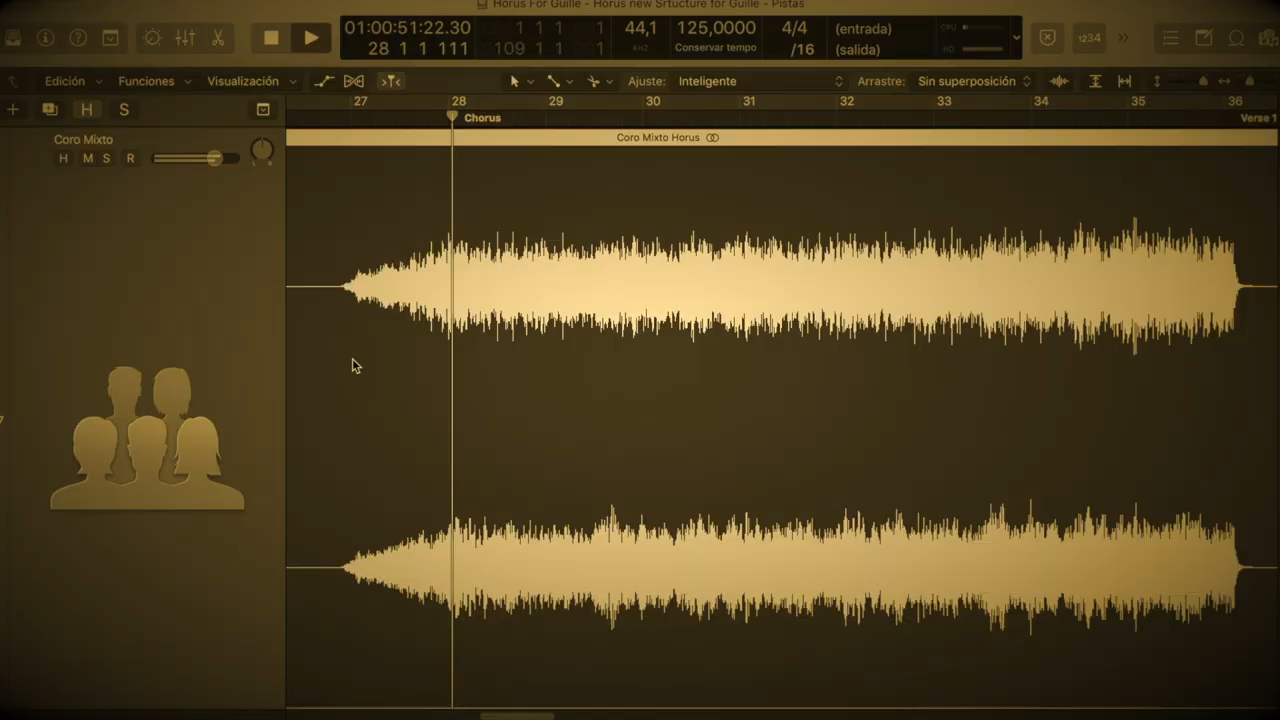 Horus For Guille - Horus new Srtucture for Guille - Pistas
01:00:51:22.30
28 1 1 111
1 1 1 1
109 1 1 1
44,1
KHZ
125,0000
Conservar tempo
4/4
/16
(entrada)
(salida)
CPU
HD
1234
Edición
Funciones
Visualización
Ajuste: Inteligente
Arrastre: Sin superposición
H S
27 28 29 30 31 32 33 34 35 36
Chorus
Verse 1
Coro Mixto
H M S R
L R
Coro Mixto Horus